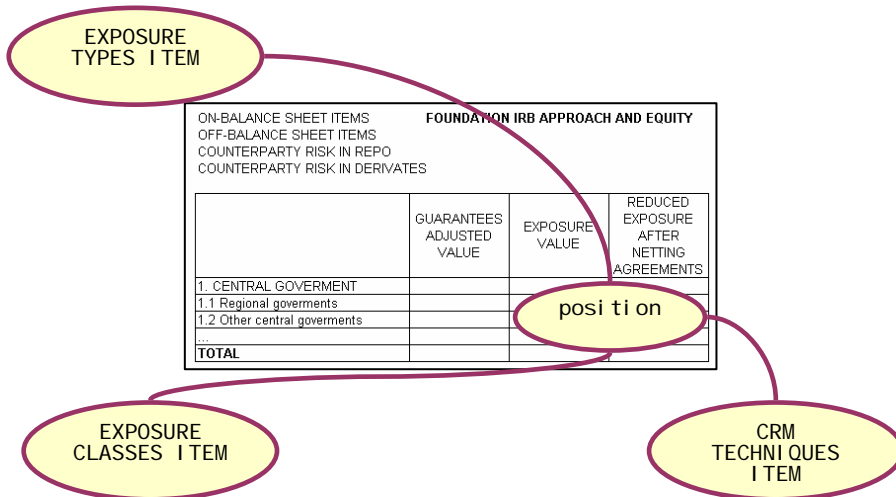 EXPOSURE
TYPES ITEM
ON-BALANCE SHEET ITEMS FOUNDATION IRB APPROACH AND EQUITY
OFF-BALANCE SHEET ITEMS
COUNTERPARTY RISK IN REPO
COUNTERPARTY RISK IN DERIVATES
GUARANTEES
ADJUSTED
VALUE
EXPOSURE
VALUE
REDUCED
EXPOSURE
AFTER
NETTING
AGREEMENTS
1. CENTRAL GOVERMENT
1.1 Regional goverments
1.2 Other central goverments
...
TOTAL
position
EXPOSURE
CLASSES ITEM
CRM
TECHNIQUES
ITEM